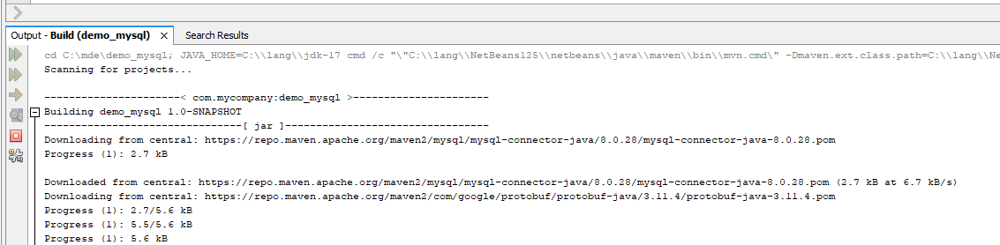 Output - Build (demo_mysql) × Search Results
cd C:\mde\demo_mysql; JAVA_HOME=C:\\lang\\jdk-17 cmd /c "\"C:\\lang\\NetBeans125\\netbeans\\java\\maven\\bin\\mvn.cmd\" -Dmaven.ext.class.path=C:\\lang\\Ne
Scanning for projects...
----------------------< com.mycompany:demo_mysql >----------------------
Building demo_mysql 1.0-SNAPSHOT
--------------------------------[ jar ]---------------------------------
Downloading from central: https://repo.maven.apache.org/maven2/mysql/mysql-connector-java/8.0.28/mysql-connector-java-8.0.28.pom
Progress (1): 2.7 kB
Downloaded from central: https://repo.maven.apache.org/maven2/mysql/mysql-connector-java/8.0.28/mysql-connector-java-8.0.28.pom (2.7 kB at 6.7 kB/s)
Downloading from central: https://repo.maven.apache.org/maven2/com/google/protobuf/protobuf-java/3.11.4/protobuf-java-3.11.4.pom
Progress (1): 2.7/5.6 kB
Progress (1): 5.5/5.6 kB
Progress (1): 5.6 kB